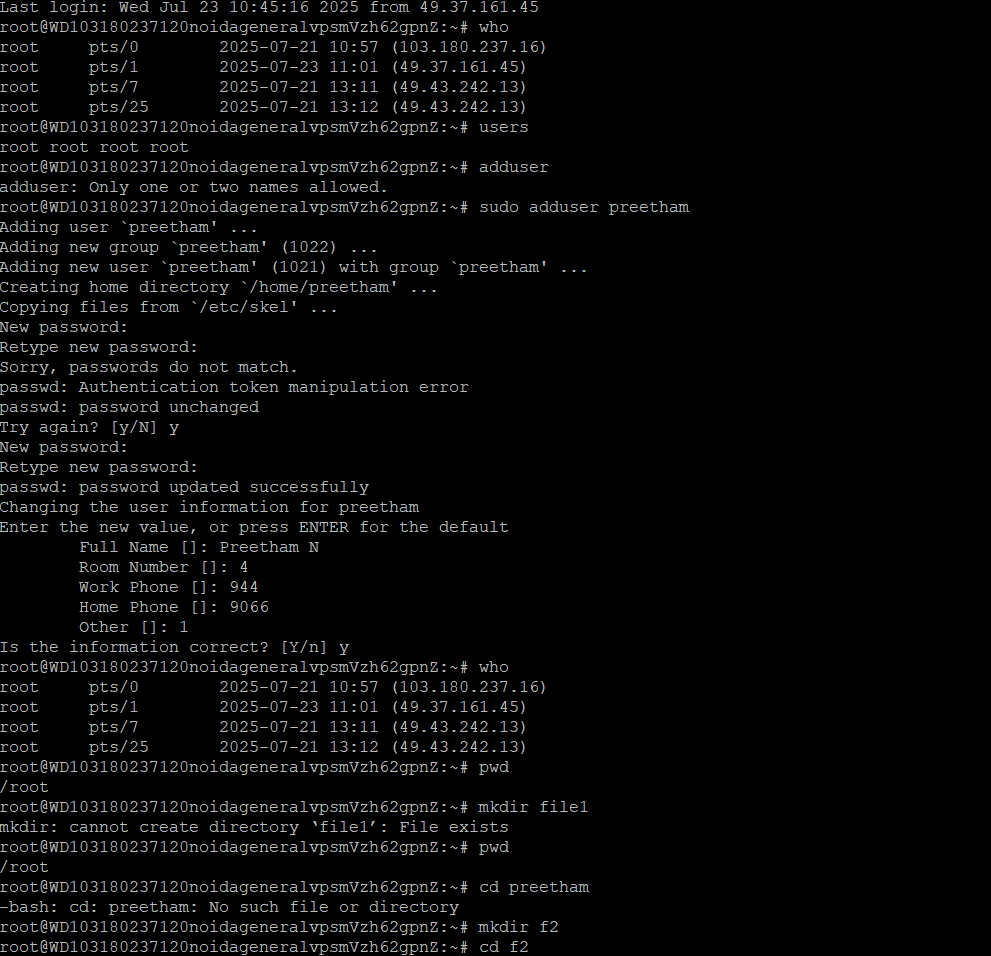 Last login: Wed Jul 23 10:45:16 2025 from 49.37.161.45
root@WD103180237120noidageneralvpsmVzh62gpnZ:~# who
root     pts/0        2025-07-21 10:57 (103.180.237.16)
root     pts/1        2025-07-23 11:01 (49.37.161.45)
root     pts/7        2025-07-21 13:11 (49.43.242.13)
root     pts/25       2025-07-21 13:12 (49.43.242.13)
root@WD103180237120noidageneralvpsmVzh62gpnZ:~# users
root root root root
root@WD103180237120noidageneralvpsmVzh62gpnZ:~# adduser
adduser: Only one or two names allowed.
root@WD103180237120noidageneralvpsmVzh62gpnZ:~# sudo adduser preetham
Adding user `preetham' ...
Adding new group `preetham' (1022) ...
Adding new user `preetham' (1021) with group `preetham' ...
Creating home directory `/home/preetham' ...
Copying files from `/etc/skel' ...
New password:
Retype new password:
Sorry, passwords do not match.
passwd: Authentication token manipulation error
passwd: password unchanged
Try again? [y/N] y
New password:
Retype new password:
passwd: password updated successfully
Changing the user information for preetham
Enter the new value, or press ENTER for the default
        Full Name []: Preetham N
        Room Number []: 4
        Work Phone []: 944
        Home Phone []: 9066
        Other []: 1
Is the information correct? [Y/n] y
root@WD103180237120noidageneralvpsmVzh62gpnZ:~# who
root     pts/0        2025-07-21 10:57 (103.180.237.16)
root     pts/1        2025-07-23 11:01 (49.37.161.45)
root     pts/7        2025-07-21 13:11 (49.43.242.13)
root     pts/25       2025-07-21 13:12 (49.43.242.13)
root@WD103180237120noidageneralvpsmVzh62gpnZ:~# pwd
/root
root@WD103180237120noidageneralvpsmVzh62gpnZ:~# mkdir file1
mkdir: cannot create directory ‘file1’: File exists
root@WD103180237120noidageneralvpsmVzh62gpnZ:~# pwd
/root
root@WD103180237120noidageneralvpsmVzh62gpnZ:~# cd preetham
-bash: cd: preetham: No such file or directory
root@WD103180237120noidageneralvpsmVzh62gpnZ:~# mkdir f2
root@WD103180237120noidageneralvpsmVzh62gpnZ:~# cd f2